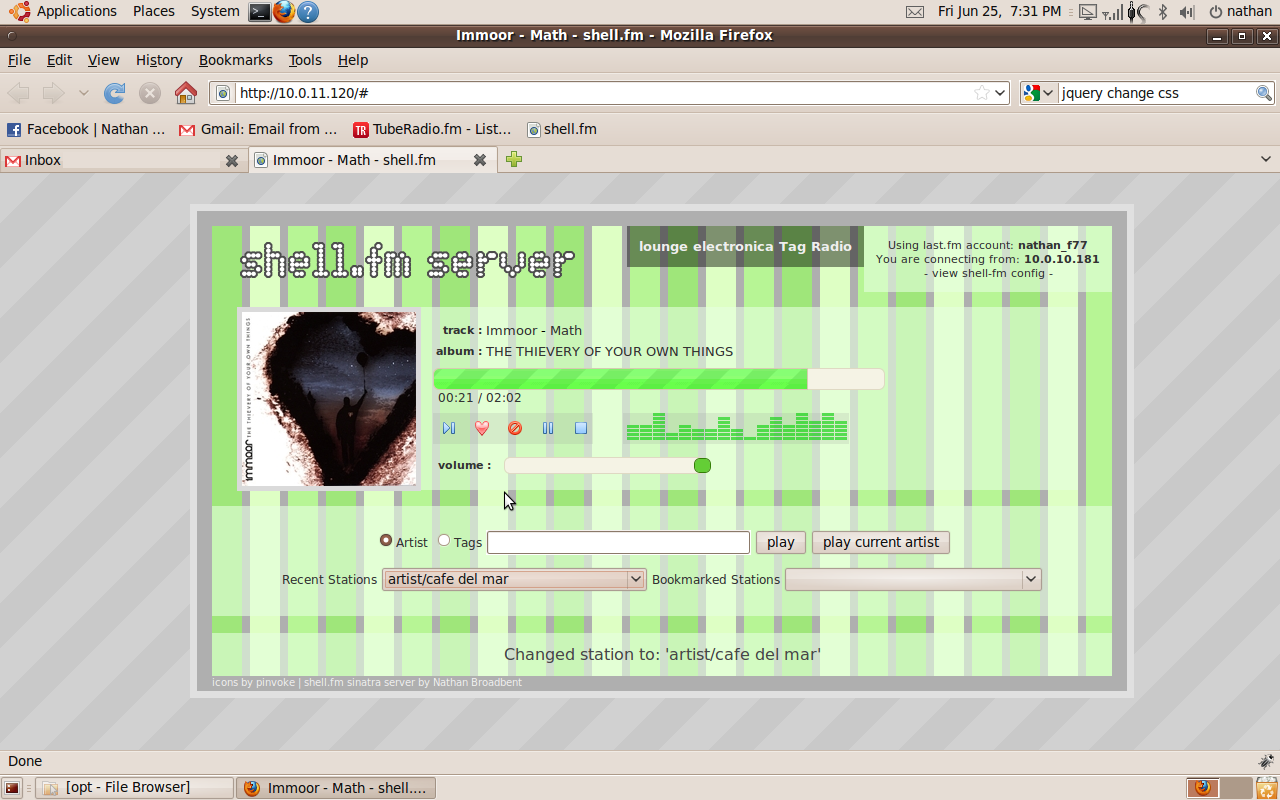 Applications Places System Fri Jun 25, 7:31 PM nathan
Immoor - Math - shell.fm - Mozilla Firefox
File Edit View History Bookmarks Tools Help
http://10.0.11.120/# jquery change css
Facebook | Nathan ... Gmail: Email from ... TubeRadio.fm - List... shell.fm
Inbox Immoor - Math - shell.fm
shell.fm server
lounge electronica Tag Radio
Using last.fm account: nathan_f77
You are connecting from: 10.0.10.181
- view shell-fm config -
THE THIEVERY OF YOUR OWN THINGS
track : Immoor - Math
album : THE THIEVERY OF YOUR OWN THINGS
00:21 / 02:02
volume :
Artist Tags play play current artist
Recent Stations artist/cafe del mar Bookmarked Stations
Changed station to: 'artist/cafe del mar'
icons by pinvoke | shell.fm sinatra server by Nathan Broadbent
Done
[opt - File Browser] Immoor - Math - shell....